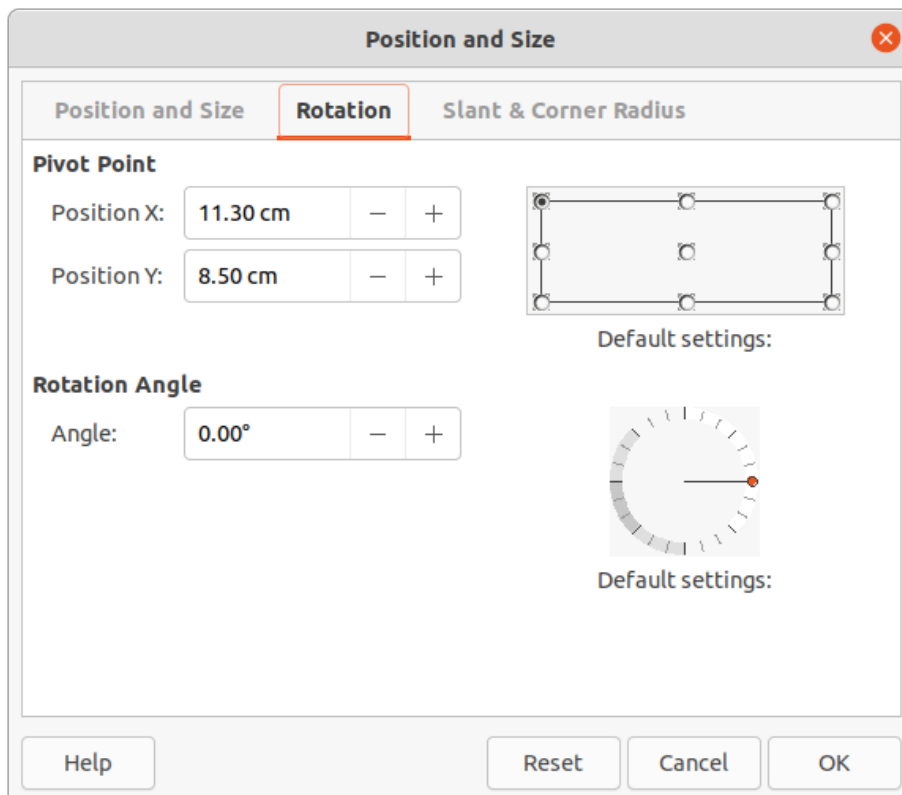 Position and Size
Position and Size Rotation Slant & Corner Radius
Pivot Point
Position X: 11.30 cm
Position Y: 8.50 cm
Default settings:
Rotation Angle
Angle: 0.00°
Default settings:
Help Reset Cancel OK